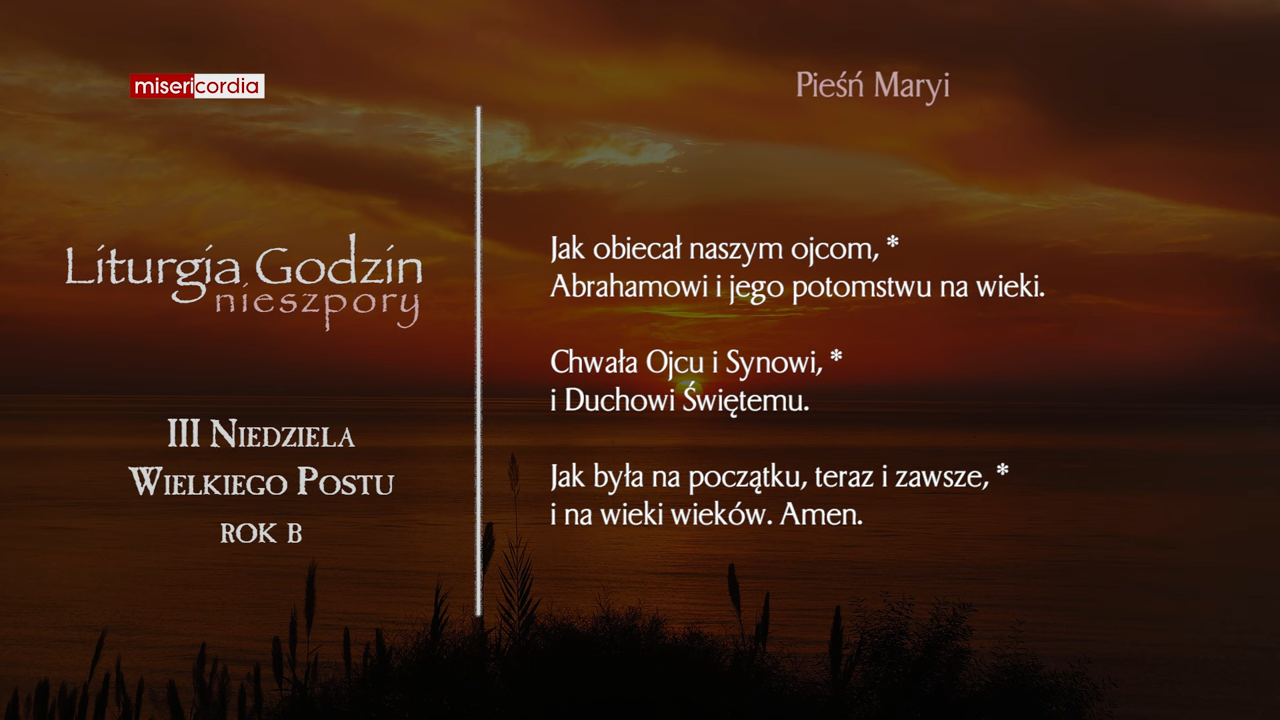 misericordia
Liturgia Godzin
nieszpory
III Niedziela
Wielkiego Postu
rok B
Pieśń Maryi
Jak obiecał naszym ojcom, *
Abrahamowi i jego potomstwu na wieki.
Chwała Ojcu i Synowi, *
i Duchowi Świętemu.
Jak była na początku, teraz i zawsze, *
i na wieki wieków. Amen.